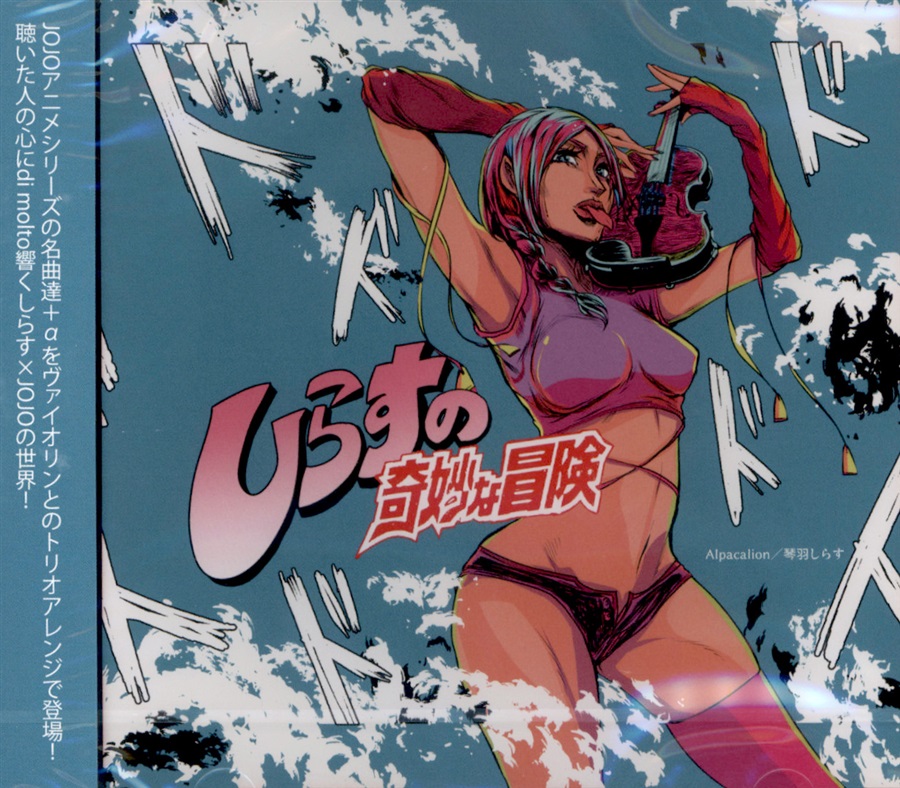 JOJOアニメシリーズの名曲達+αをヴァイオリンとのトリオアレンジで登場!
聴いた人の心にdi molto響くしらす×JOJOの世界!
ド
ド
ド
ド
ド
ド
ド
ド
しらすの
奇妙な冒険
Alpacalion/琴羽しらす